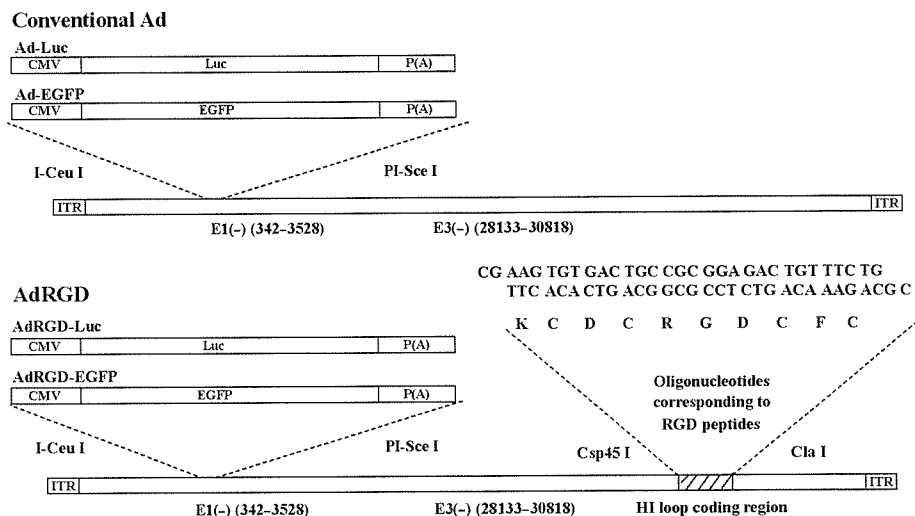 Conventional Ad
Ad-Luc
CMV Luc P(A)
Ad-EGFP
CMV EGFP P(A)
I-Ceu I PI-Sce I
ITR ITR
E1(–) (342–3528) E3(–) (28133–30818)
CG AAG TGT GAC TGC CGC GGA GAC TGT TTC TG
TTC ACA CTG ACG GCG CCT CTG ACA AAG ACG C
K C D C R G D C F C
AdRGD
AdRGD-Luc
CMV Luc P(A)
AdRGD-EGFP
CMV EGFP P(A)
Oligonucleotides
corresponding to
RGD peptides
I-Ceu I PI-Sce I Csp45 I Cla I
ITR ITR
E1(–) (342–3528) E3(–) (28133–30818) HI loop coding region